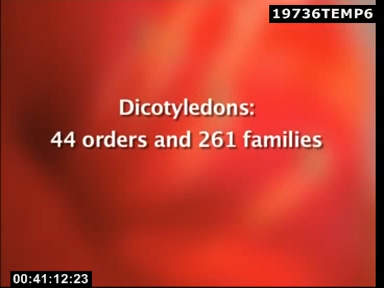 19736TEMP6
Dicotyledons:
44 orders and 261 families
00:41:12:23